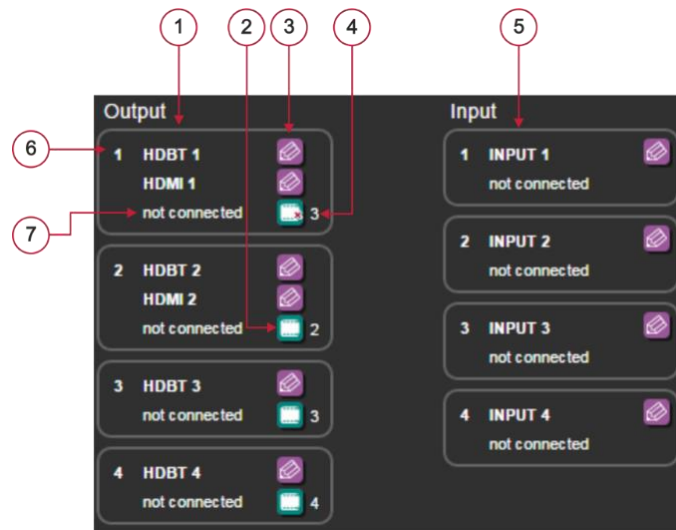 1 2 3 4 5
Output
6
1 HDBT 1
HDMI 1
7
not connected 3
2 HDBT 2
HDMI 2
not connected 2
3 HDBT 3
not connected 3
4 HDBT 4
not connected 4
Input
1 INPUT 1
not connected
2 INPUT 2
not connected
3 INPUT 3
not connected
4 INPUT 4
not connected